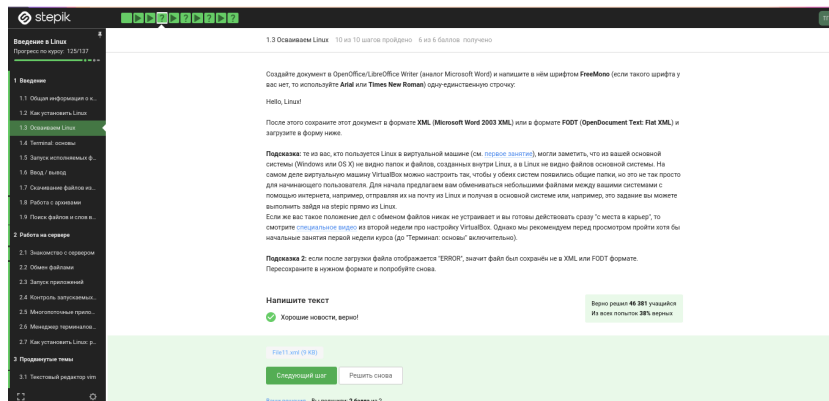 stepik
Введение в Linux
Прогресс по курсу: 125/137
1 Введение
1.1 Общая информация о к...
1.2 Как установить Linux
1.3 Осваиваем Linux
1.4 Terminal: основы
1.5 Запуск исполняемых ф...
1.6 Ввод / вывод
1.7 Скачивание файлов из...
1.8 Работа с архивами
1.9 Поиск файлов и слов в...
2 Работа на сервере
2.1 Знакомство с сервером
2.2 Обмен файлами
2.3 Запуск приложений
2.4 Контроль запускаемых...
2.5 Многопоточные прило...
2.6 Менеджер терминалов...
2.7 Как установить Linux: р...
3 Продвинутые темы
3.1 Текстовый редактор vim
1.3 Осваиваем Linux 10 из 10 шагов пройдено 6 из 6 баллов получено
Создайте документ в OpenOffice/LibreOffice Writer (аналог Microsoft Word) и напишите в нём шрифтом FreeMono (если такого шрифта у
вас нет, то используйте Arial или Times New Roman) одну-единственную строчку:
Hello, Linux!
После этого сохраните этот документ в формате XML (Microsoft Word 2003 XML) или в формате FODT (OpenDocument Text: Flat XML) и
загрузите в форму ниже.
Подсказка: те из вас, кто пользуется Linux в виртуальной машине (см. первое занятие), могли заметить, что из вашей основной
системы (Windows или OS X) не видно папок и файлов, созданных внутри Linux, а в Linux не видно файлов основной системы. На
самом деле виртуальную машину VirtualBox можно настроить так, чтобы у обеих систем появились общие папки, но это не так просто
для начинающего пользователя. Для начала предлагаем вам обмениваться небольшими файлами между вашими системами с
помощью интернета, например, отправляя их на почту из Linux и получая в основной системе или, например, это задание вы можете
выполнить зайдя на stepic прямо из Linux.
Если же вас такое положение дел с обменом файлов никак не устраивает и вы готовы действовать сразу "с места в карьер", то
смотрите специальное видео из второй недели про настройку VirtualBox. Однако мы рекомендуем перед просмотром пройти хотя бы
начальные занятия первой недели курса (до "Терминал: основы" включительно).
Подсказка 2: если после загрузки файла отображается "ERROR", значит файл был сохранён не в XML или FODT формате.
Пересохраните в нужном формате и попробуйте снова.
Напишите текст
Хорошие новости, верно!
Верно решил 46 381 учащийся
Из всех попыток 38% верных
File11.xml (9 KB)
Следующий шаг
Решить снова